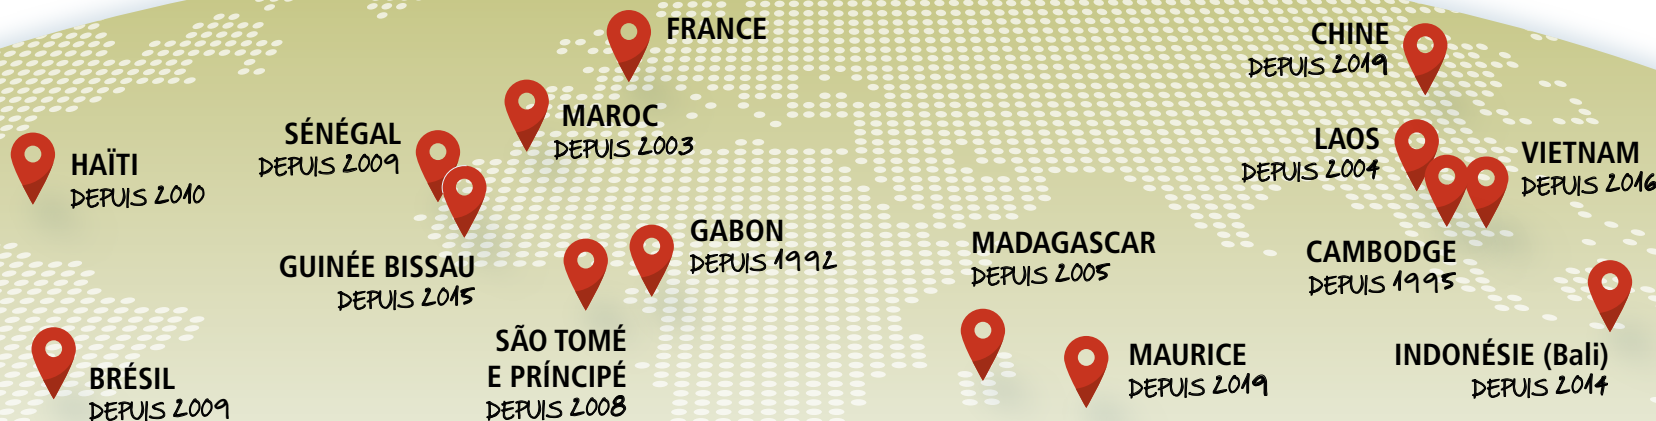 FRANCE
CHINE
DEPUIS 2019
MAROC
DEPUIS 2003
SÉNÉGAL
DEPUIS 2009
LAOS
DEPUIS 2004
VIETNAM
DEPUIS 2016
HAÏTI
DEPUIS 2010
GABON
DEPUIS 1992
MADAGASCAR
DEPUIS 2005
CAMBODGE
DEPUIS 1995
GUINÉE BISSAU
DEPUIS 2015
SÃO TOMÉ
E PRÍNCIPÉ
DEPUIS 2008
MAURICE
DEPUIS 2019
INDONÉSIE (Bali)
DEPUIS 2014
BRÉSIL
DEPUIS 2009